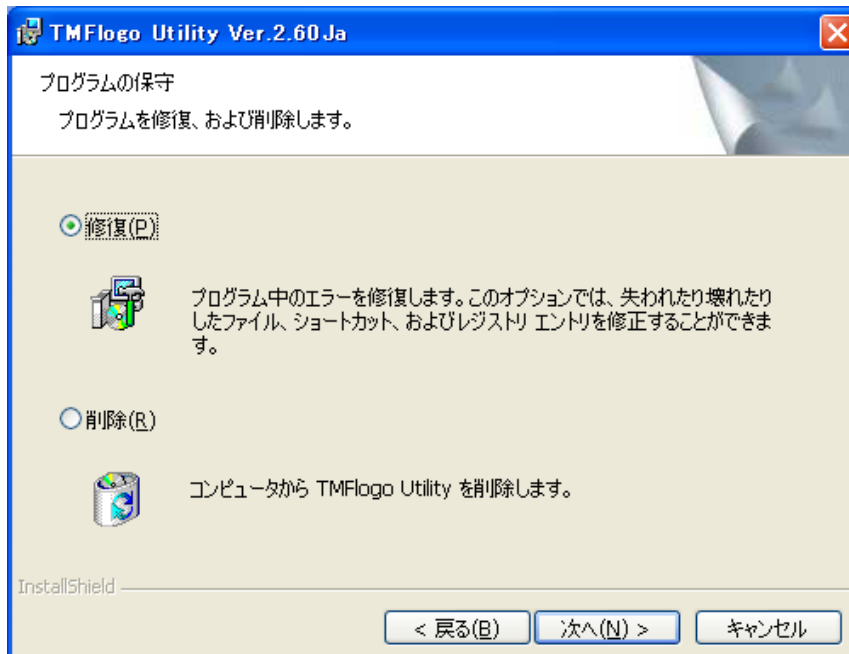 TMFlogo Utility Ver.2.60Ja
プログラムの保守
プログラムを修復、および削除します。
修復(P)
プログラム中のエラーを修復します。このオプションでは、失われたり壊れたり
したファイル、ショートカット、およびレジストリ エントリを修正することができま
す。
削除(R)
コンピュータから TMFlogo Utility を削除します。
InstallShield
< 戻る(B)  次へ(N) >  キャンセル